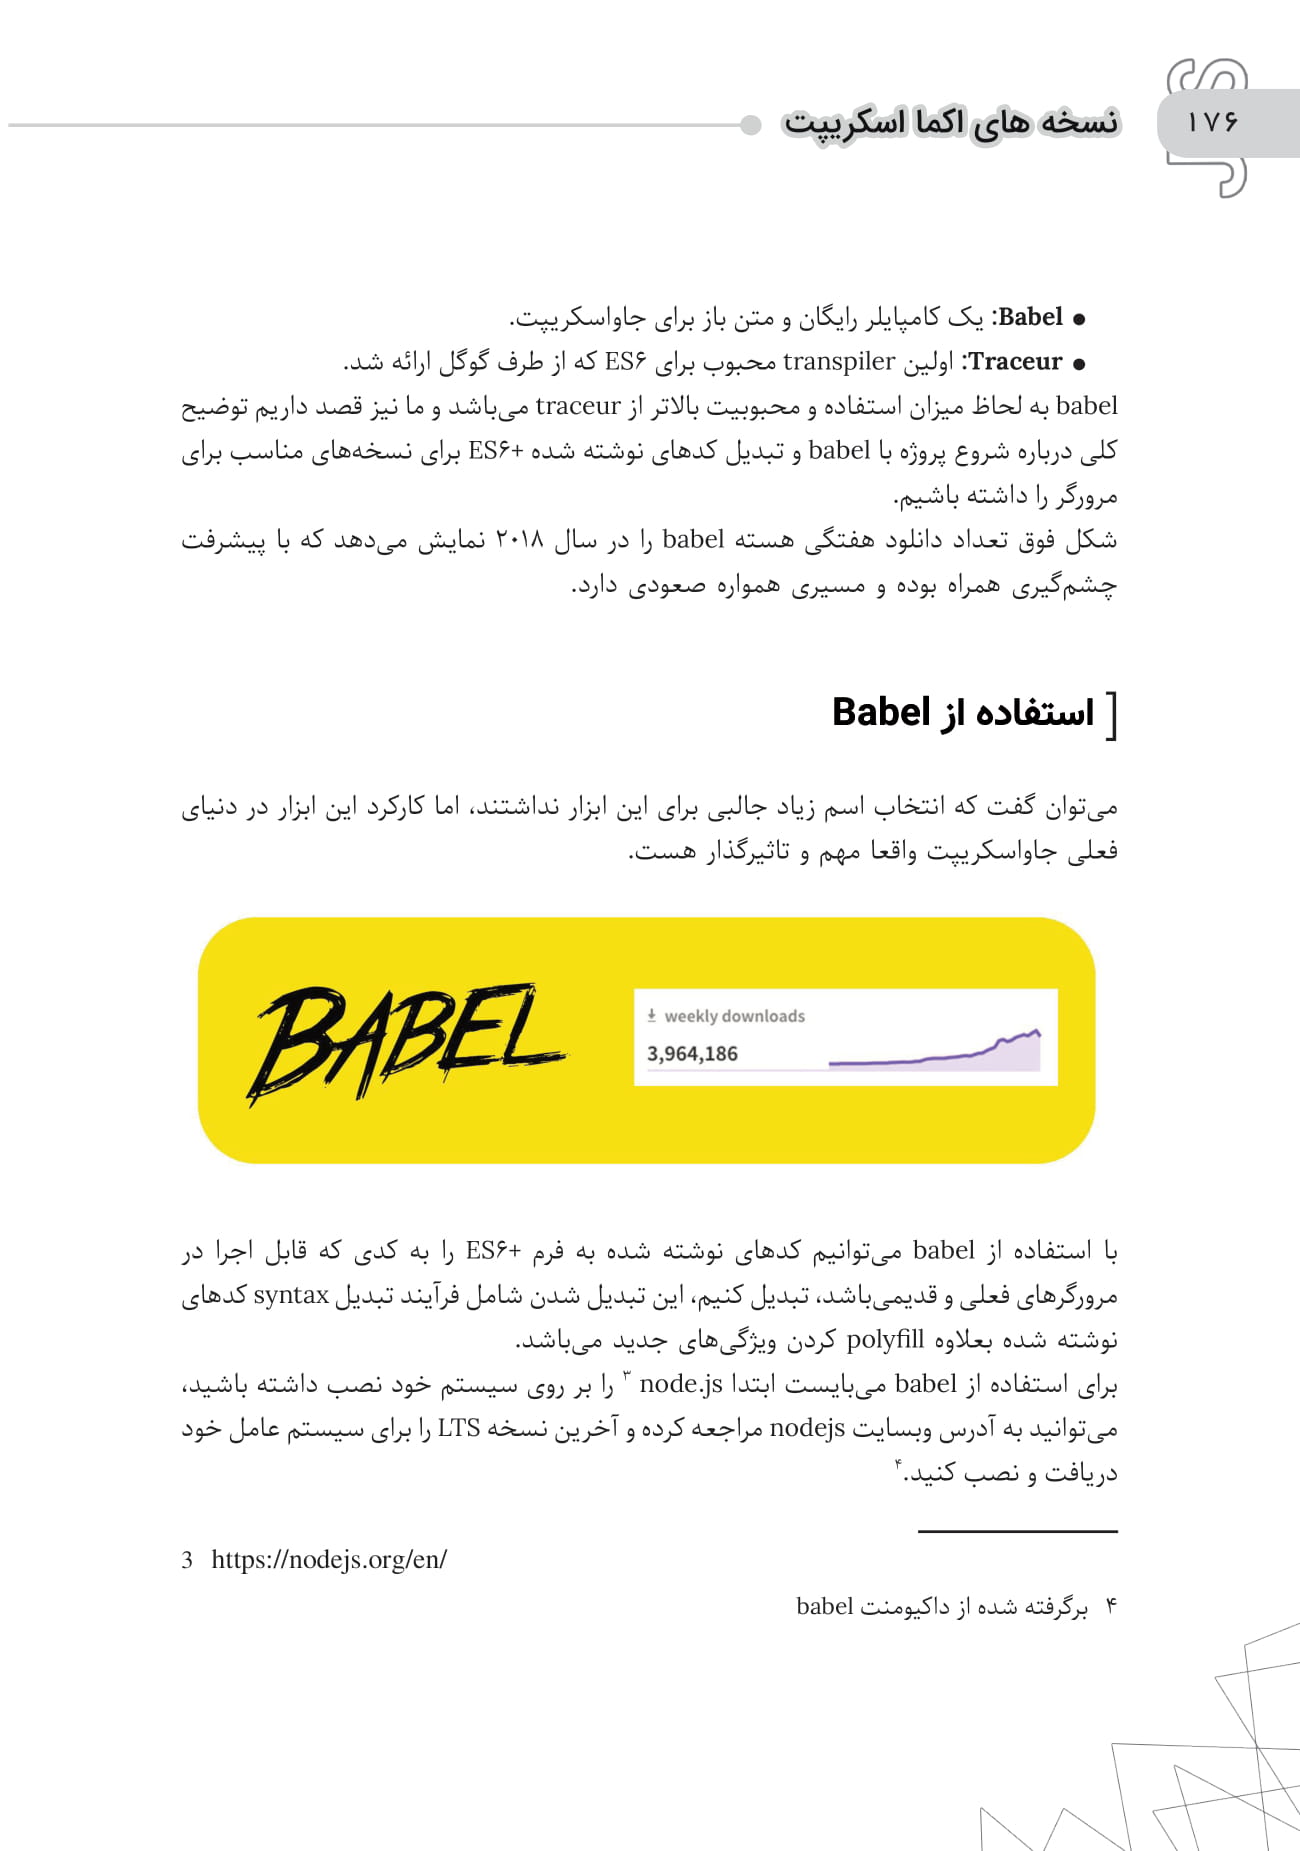 ۱۷۶
نسخه های اکما اسکریپت
● Babel: یک کامپایلر رایگان و متن باز برای جاواسکریپت.
● Traceur: اولین transpiler محبوب برای ES۶ که از طرف گوگل ارائه شد.
babel به لحاظ میزان استفاده و محبوبیت بالاتر از traceur می‌باشد و ما نیز قصد داریم توضیح
کلی درباره شروع پروژه با babel و تبدیل کدهای نوشته شده ES۶+ برای نسخه‌های مناسب برای
مرورگر را داشته باشیم.
شکل فوق تعداد دانلود هفتگی هسته babel را در سال ۲۰۱۸ نمایش می‌دهد که با پیشرفت
چشم‌گیری همراه بوده و مسیری همواره صعودی دارد.
[ استفاده از Babel
می‌توان گفت که انتخاب اسم زیاد جالبی برای این ابزار نداشتند، اما کارکرد این ابزار در دنیای
فعلی جاواسکریپت واقعا مهم و تاثیرگذار هست.
BABEL
weekly downloads
3,964,186
با استفاده از babel می‌توانیم کدهای نوشته شده به فرم ES۶+ را به کدی که قابل اجرا در
مرورگرهای فعلی و قدیمی‌باشد، تبدیل کنیم، این تبدیل شدن شامل فرآیند تبدیل syntax کدهای
نوشته شده بعلاوه polyfill کردن ویژگی‌های جدید می‌باشد.
برای استفاده از babel می‌بایست ابتدا node.js ۳ را بر روی سیستم خود نصب داشته باشید،
می‌توانید به آدرس وبسایت nodejs مراجعه کرده و آخرین نسخه LTS را برای سیستم عامل خود
دریافت و نصب کنید.۴
3 https://nodejs.org/en/
۴ برگرفته شده از داکیومنت babel